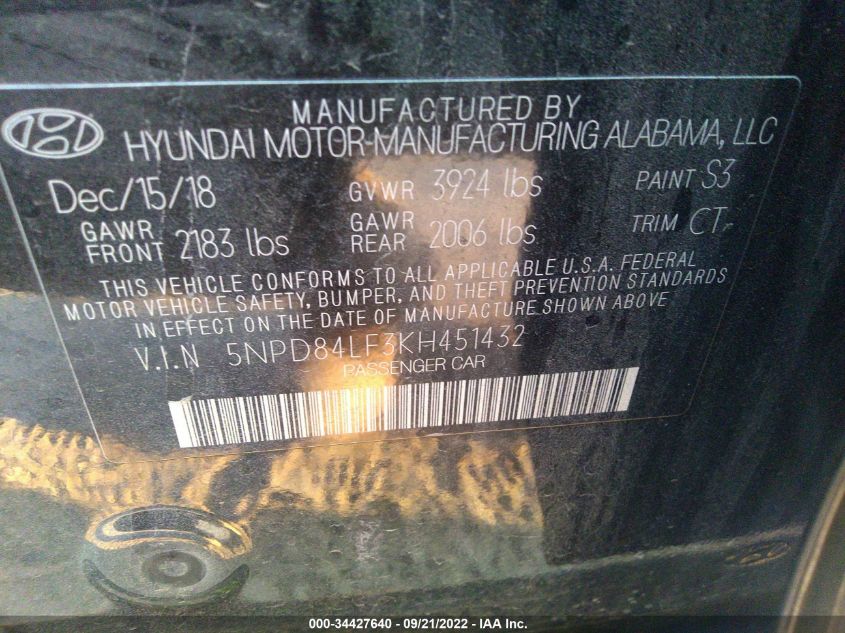 MANUFACTURED BY
HYUNDAI MOTOR-MANUFACTURING ALABAMA, LLC
Dec/15/18 GVWR 3924 lbs PAINT S3
GAWR FRONT 2183 lbs GAWR REAR 2006 lbs TRIM CT
THIS VEHICLE CONFORMS TO ALL APPLICABLE U.S.A. FEDERAL
MOTOR VEHICLE SAFETY, BUMPER, AND THEFT PREVENTION STANDARDS
IN EFFECT ON THE DATE OF MANUFACTURE SHOWN ABOVE
V.I.N 5NPD84LF3KH451432
PASSENGER CAR
000-34427640 - 09/21/2022 - IAA Inc.